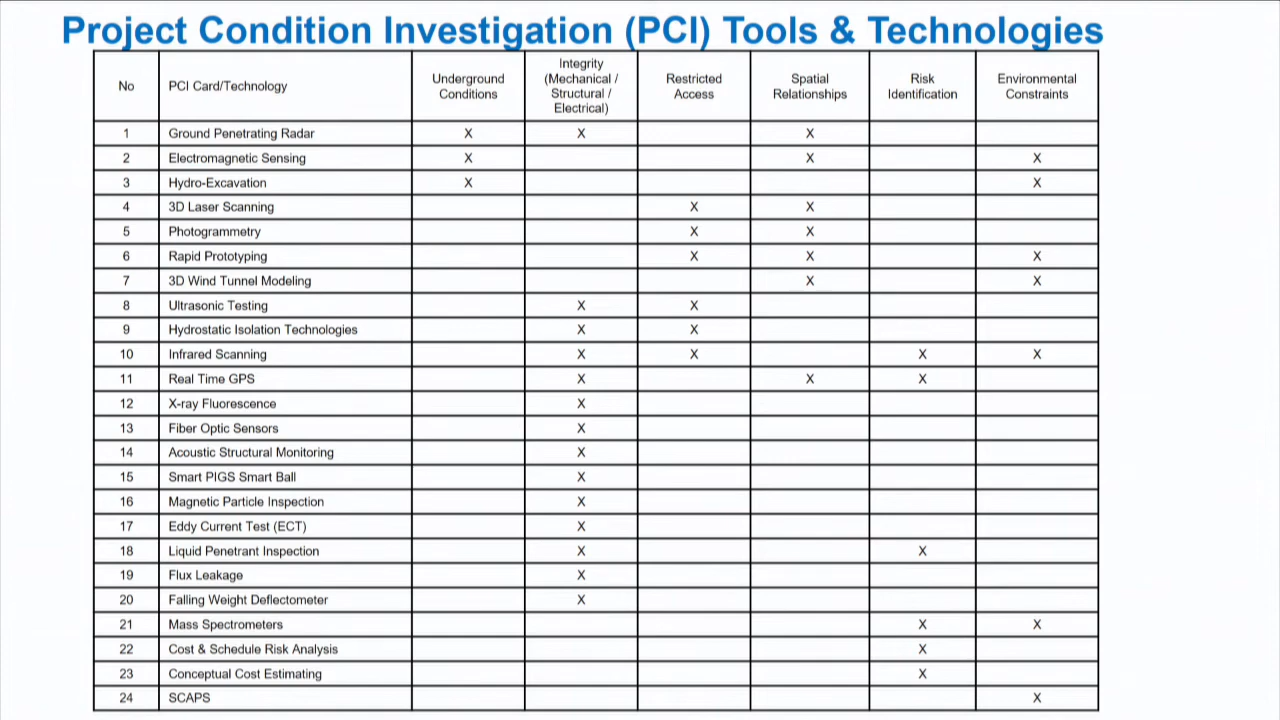 Project Condition Investigation (PCI) Tools & Technologies
No PCI Card/Technology Underground Conditions Integrity (Mechanical / Structural / Electrical) Restricted Access Spatial Relationships Risk Identification Environmental Constraints
1 Ground Penetrating Radar X X X
2 Electromagnetic Sensing X X X
3 Hydro-Excavation X X
4 3D Laser Scanning X X
5 Photogrammetry X X
6 Rapid Prototyping X X X
7 3D Wind Tunnel Modeling X X
8 Ultrasonic Testing X X
9 Hydrostatic Isolation Technologies X X
10 Infrared Scanning X X X X
11 Real Time GPS X X X
12 X-ray Fluorescence X
13 Fiber Optic Sensors X
14 Acoustic Structural Monitoring X
15 Smart PIGS Smart Ball X
16 Magnetic Particle Inspection X
17 Eddy Current Test (ECT) X
18 Liquid Penetrant Inspection X X
19 Flux Leakage X
20 Falling Weight Deflectometer X
21 Mass Spectrometers X X
22 Cost & Schedule Risk Analysis X
23 Conceptual Cost Estimating X
24 SCAPS X